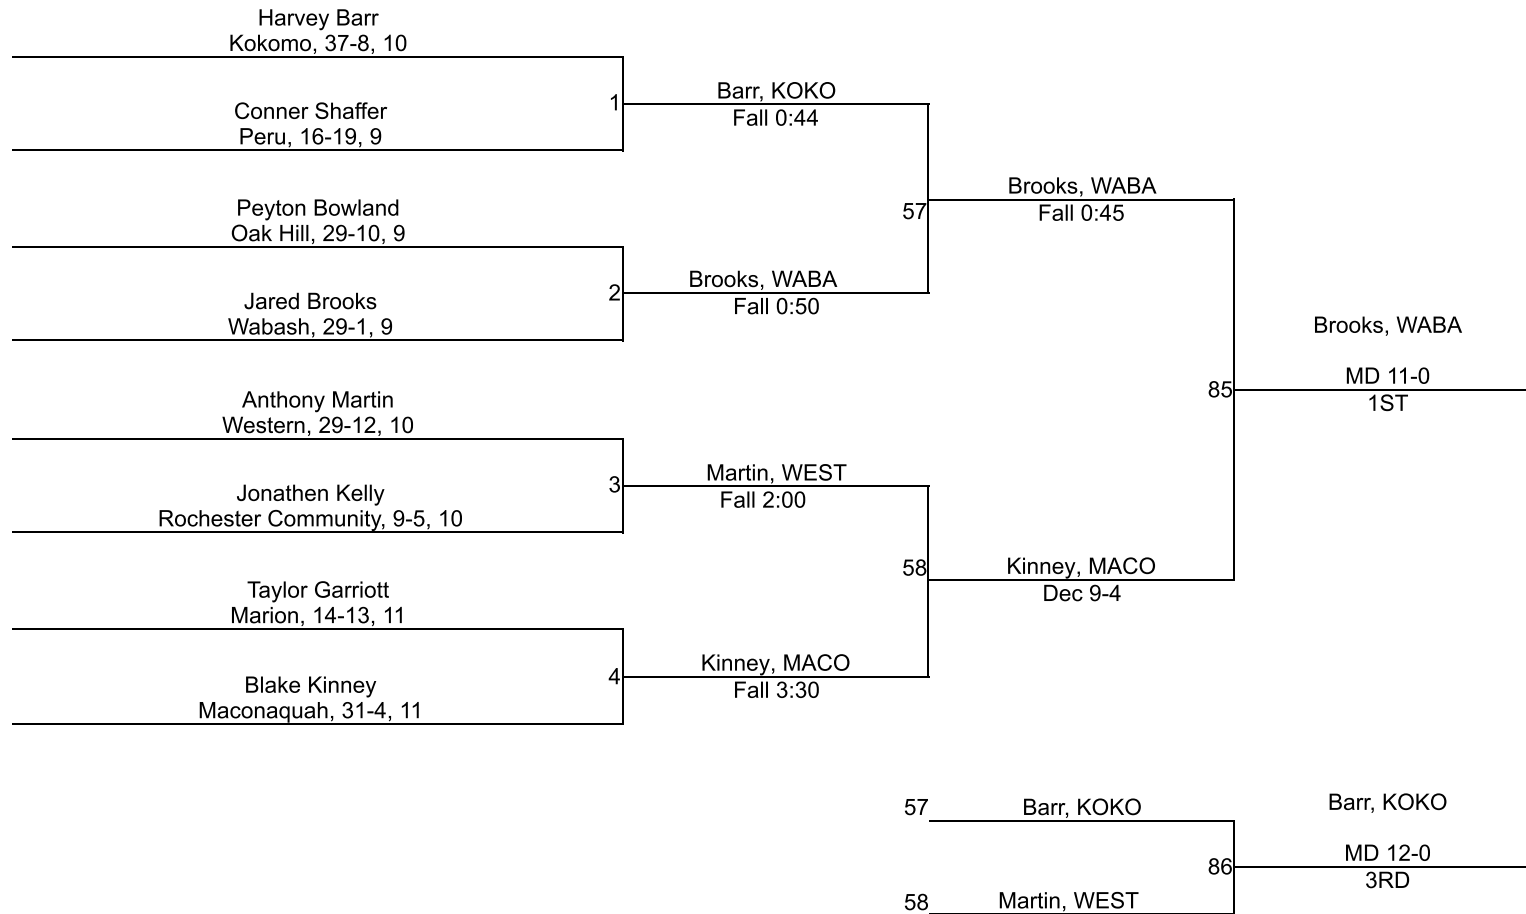 Harvey Barr
Kokomo, 37-8, 10
Conner Shaffer
Peru, 16-19, 9
1
Barr, KOKO
Fall 0:44
Peyton Bowland
Oak Hill, 29-10, 9
Jared Brooks
Wabash, 29-1, 9
2
Brooks, WABA
Fall 0:50
57
Brooks, WABA
Fall 0:45
Anthony Martin
Western, 29-12, 10
Jonathen Kelly
Rochester Community, 9-5, 10
3
Martin, WEST
Fall 2:00
Taylor Garriott
Marion, 14-13, 11
Blake Kinney
Maconaquah, 31-4, 11
4
Kinney, MACO
Fall 3:30
58
Kinney, MACO
Dec 9-4
85
Brooks, WABA
MD 11-0
1ST
57
Barr, KOKO
58
Martin, WEST
86
Barr, KOKO
MD 12-0
3RD